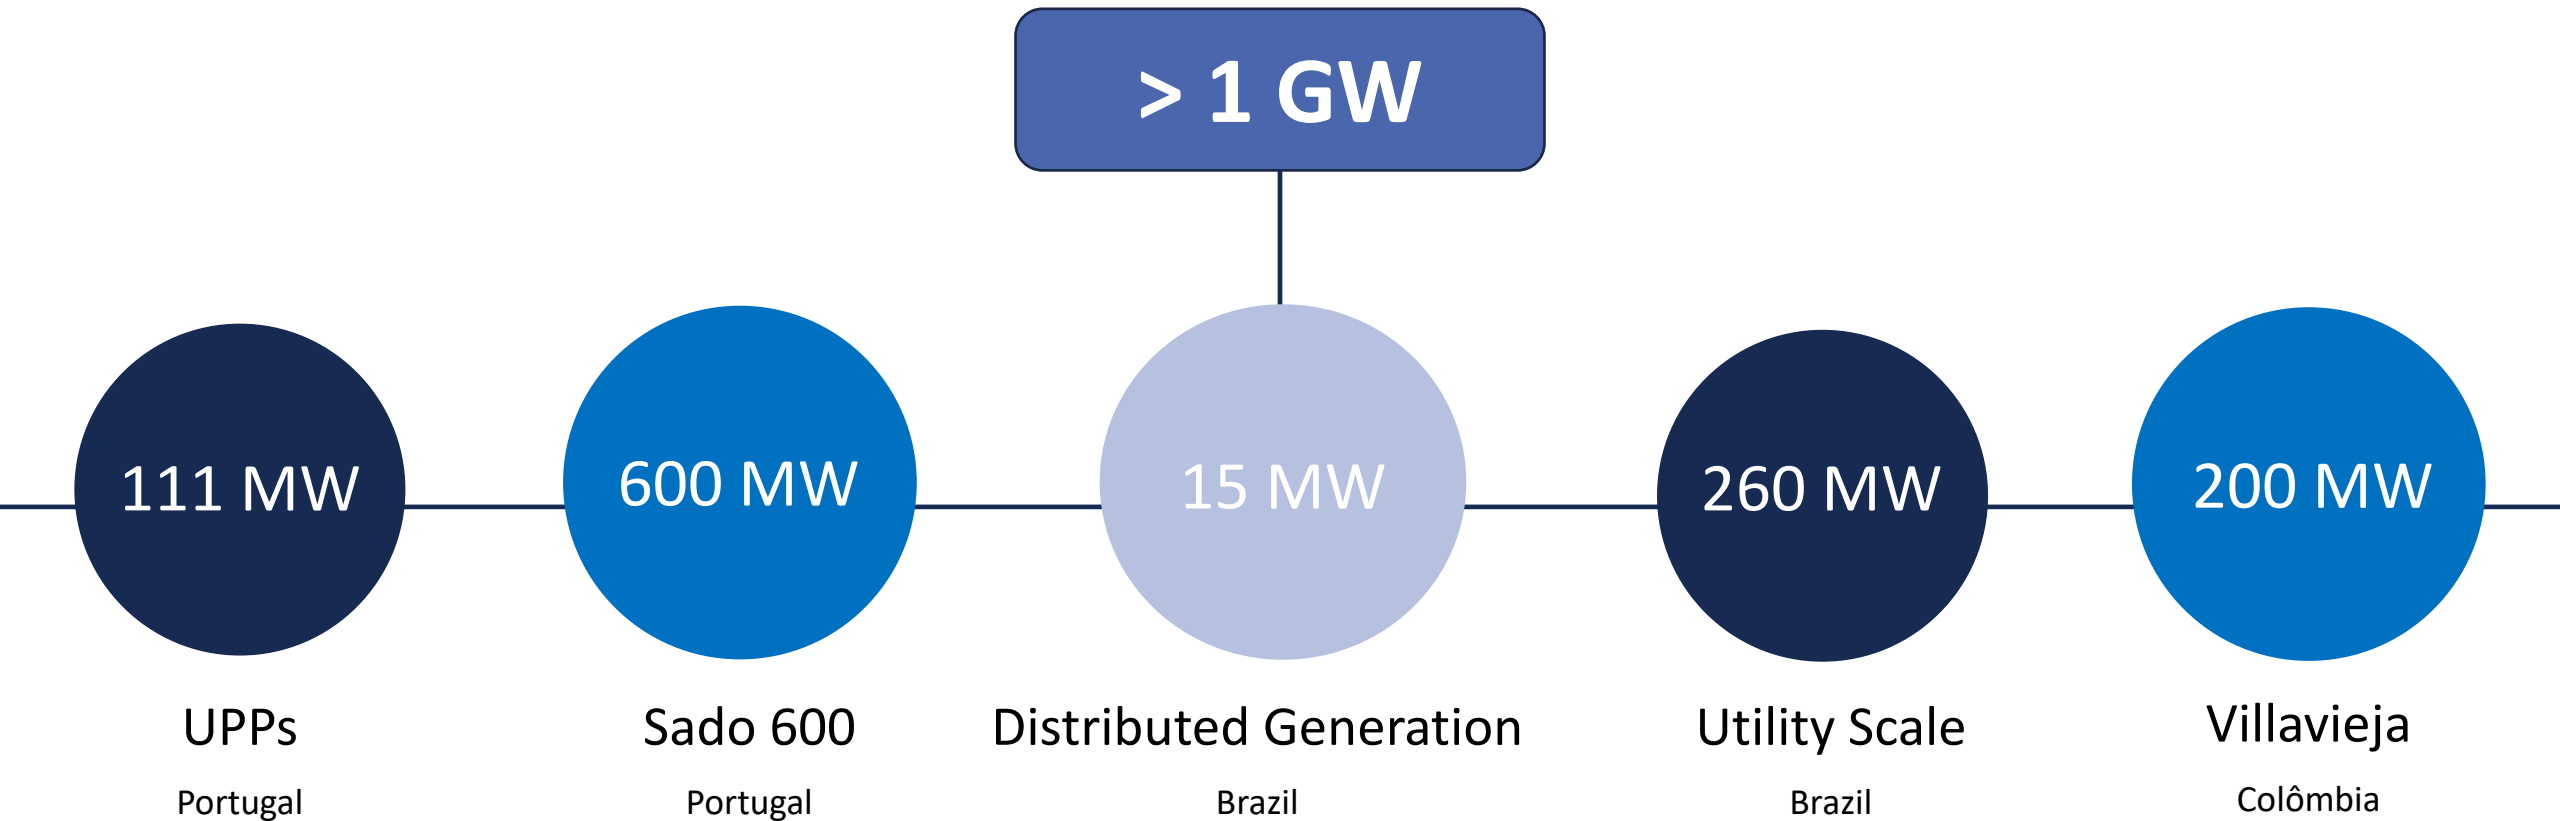 > 1 GW
111 MW
600 MW
15 MW
260 MW
200 MW
UPPs
Sado 600
Distributed Generation
Utility Scale
Villavieja
Portugal
Portugal
Brazil
Brazil
Colômbia